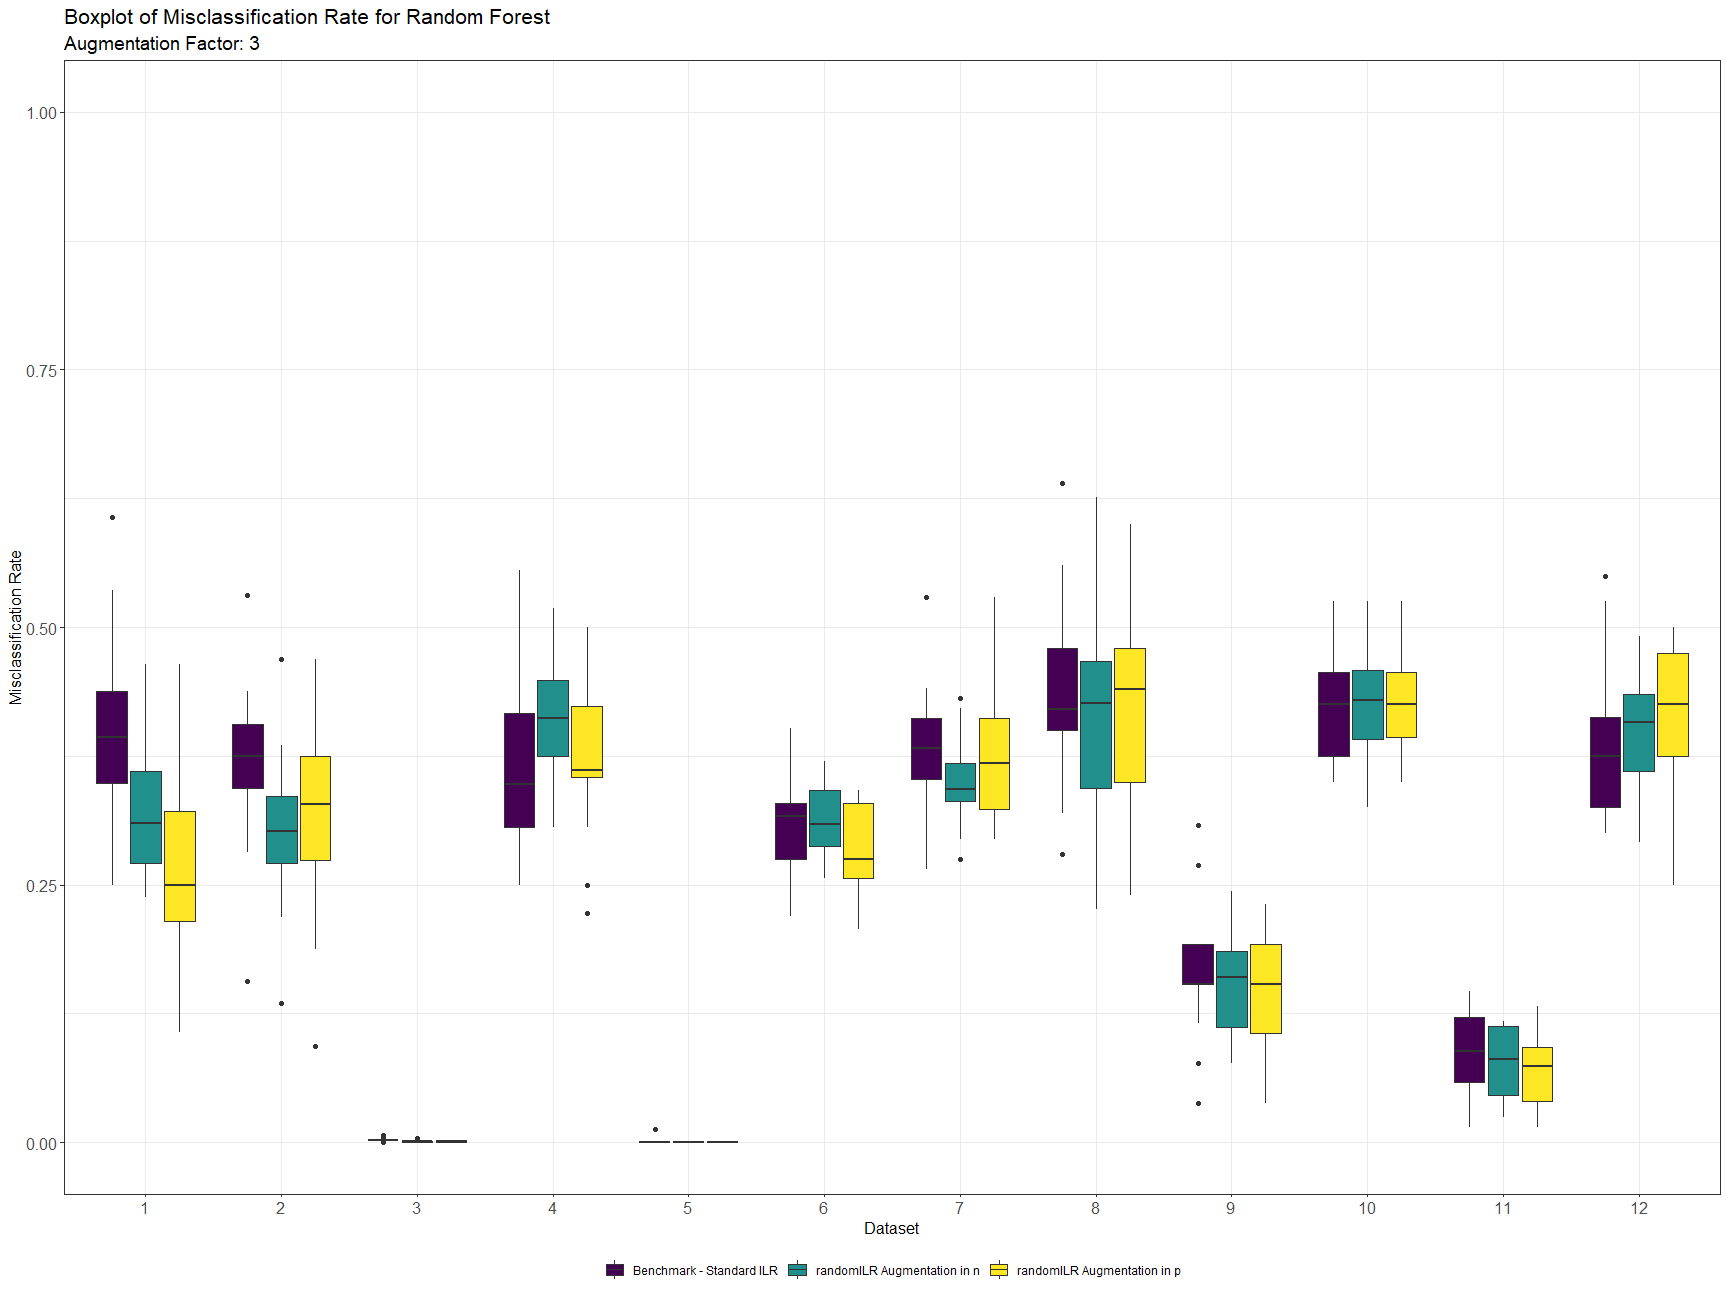 Boxplot of Misclassification Rate for Random Forest
Augmentation Factor: 3
1.00
0.75
0.50
0.25
0.00
Misclassification Rate
1 2 3 4 5 6 7 8 9 10 11 12
Dataset
Benchmark - Standard ILR randomILR Augmentation in n randomILR Augmentation in p